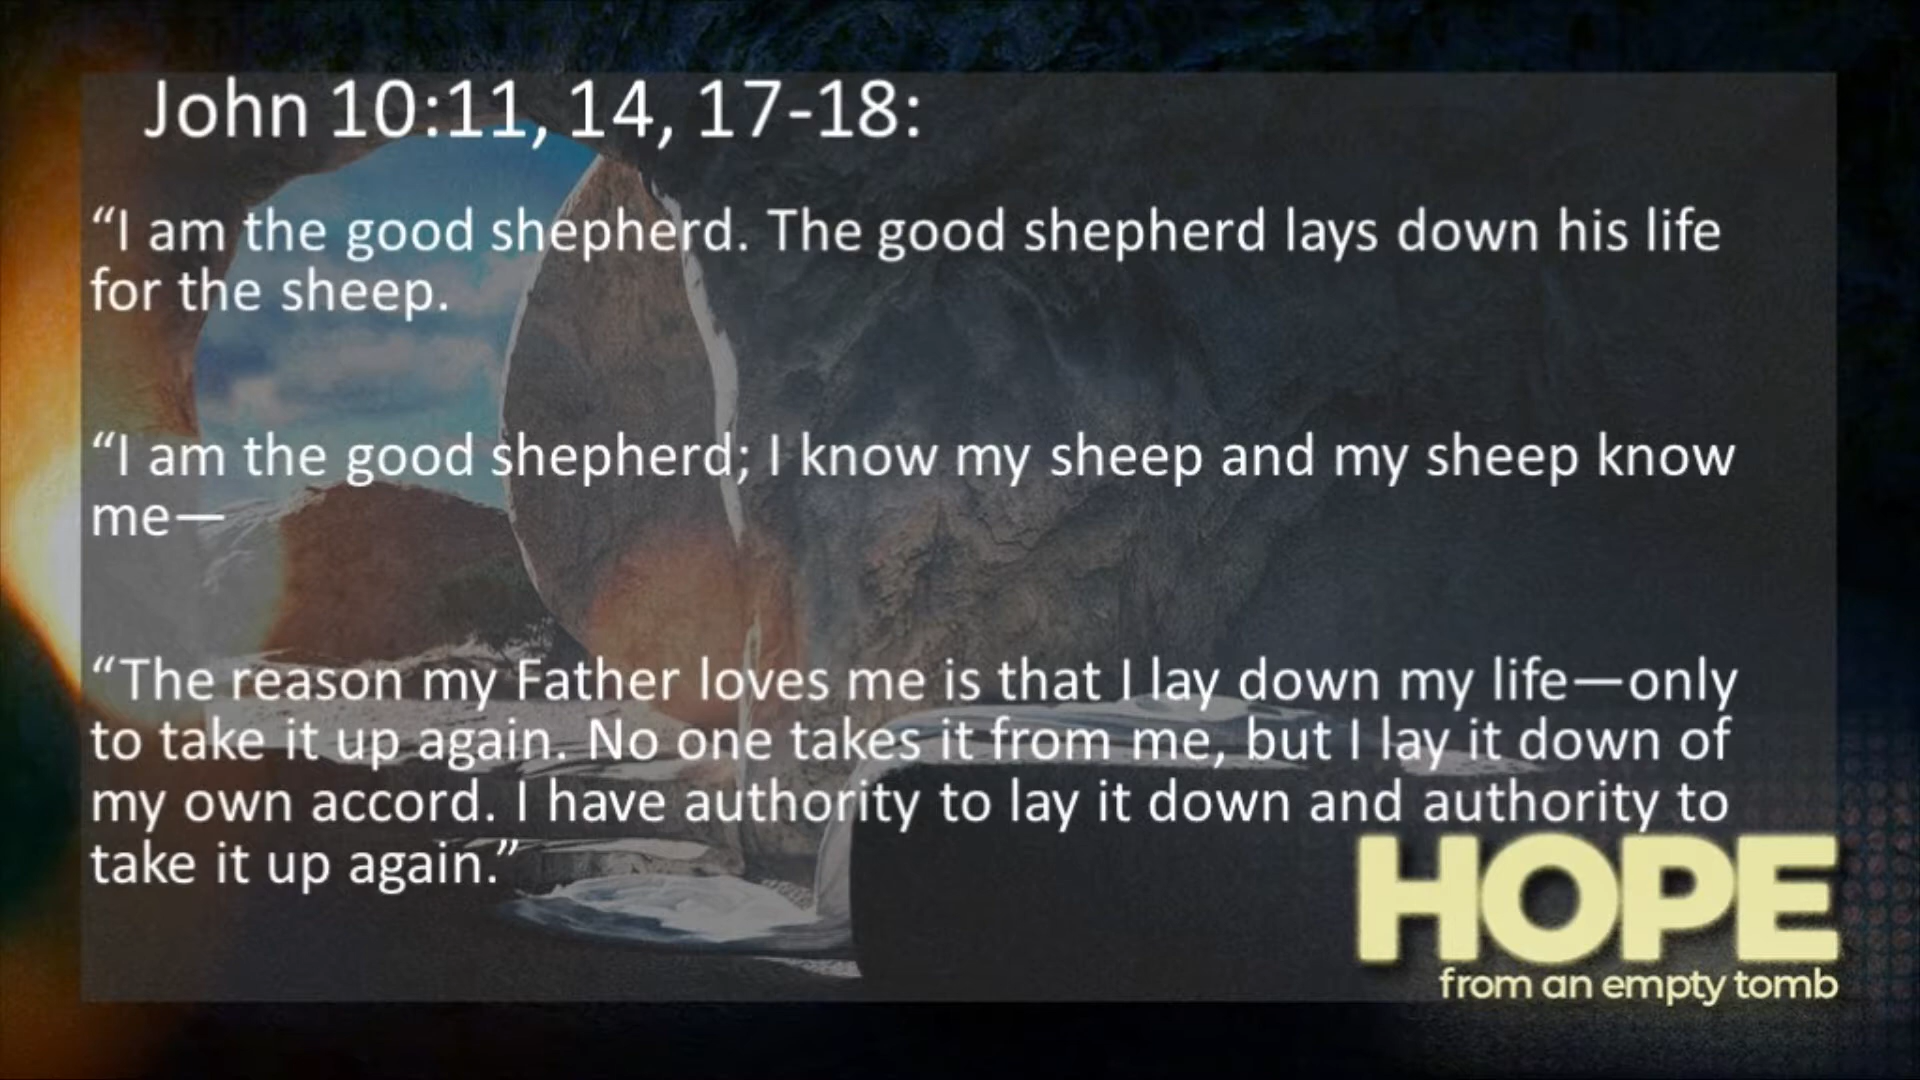 John 10:11, 14, 17-18:
“I am the good shepherd. The good shepherd lays down his life
for the sheep.
“I am the good shepherd; I know my sheep and my sheep know
me—
“The reason my Father loves me is that I lay down my life—only
to take it up again. No one takes it from me, but I lay it down of
my own accord. I have authority to lay it down and authority to
take it up again.”
HOPE
from an empty tomb